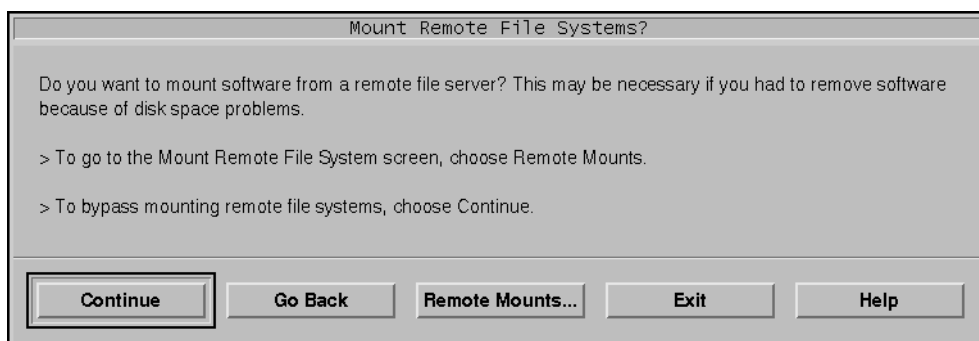 Mount Remote File Systems?
Do you want to mount software from a remote file server? This may be necessary if you had to remove software
because of disk space problems.
> To go to the Mount Remote File System screen, choose Remote Mounts.
> To bypass mounting remote file systems, choose Continue.
Continue Go Back Remote Mounts... Exit Help